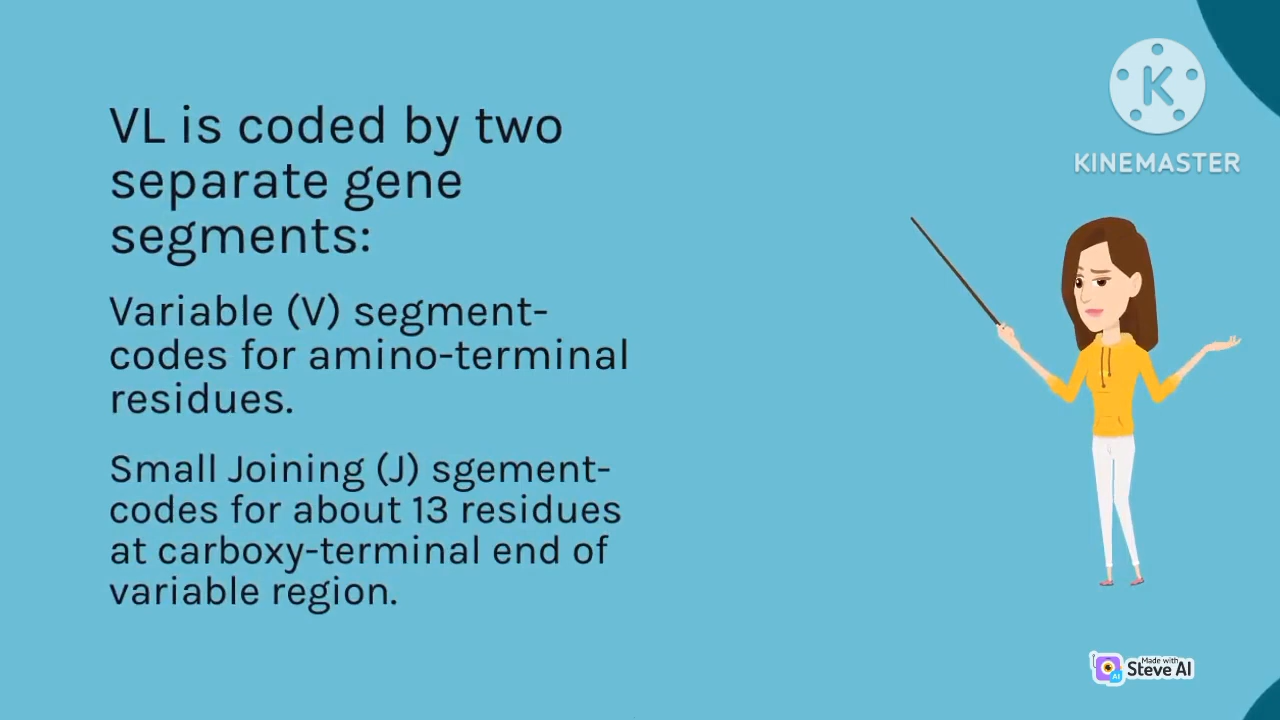 VL is coded by two
separate gene
segments:
Variable (V) segment-
codes for amino-terminal
residues.
Small Joining (J) sgement-
codes for about 13 residues
at carboxy-terminal end of
variable region.
K
KINEMASTER
Made with
AI
Steve AI